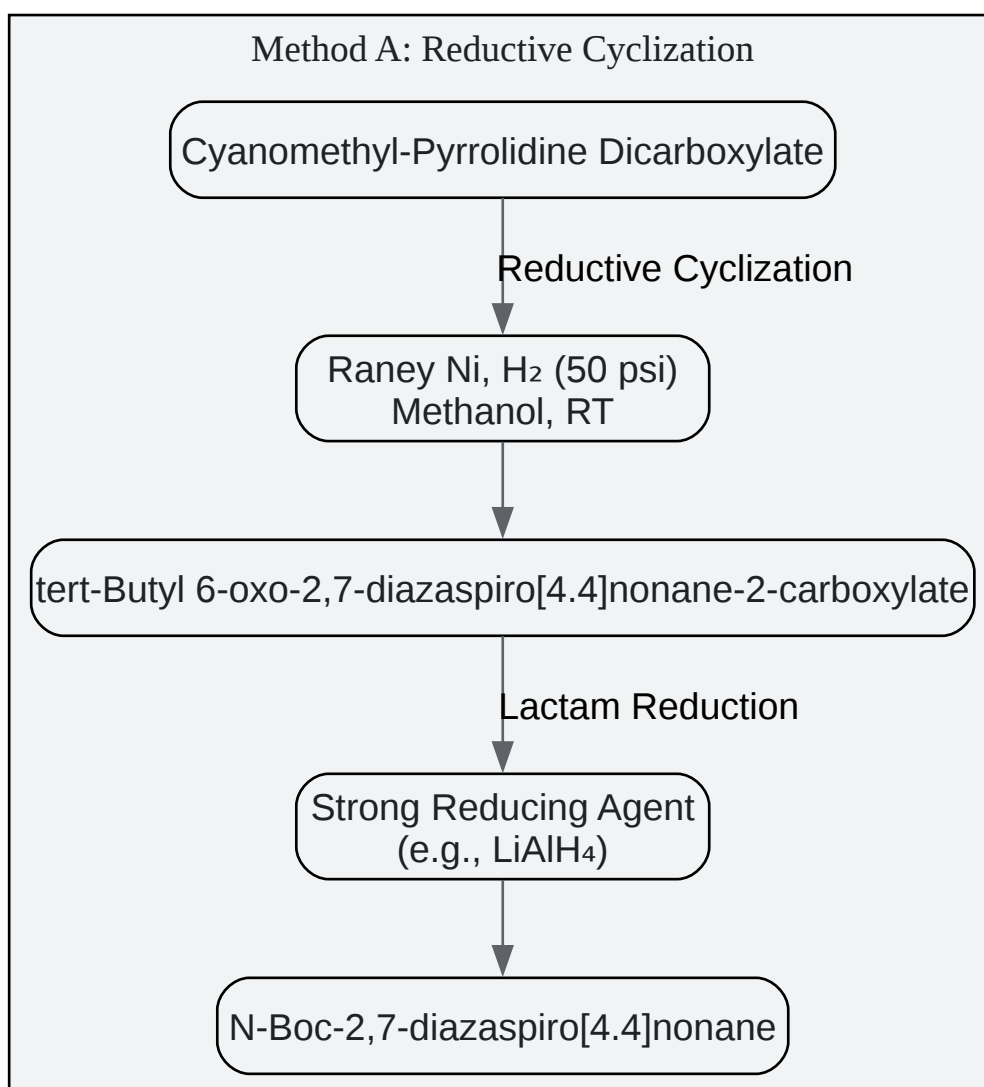 Method A: Reductive Cyclization
Cyanomethyl-Pyrrolidine Dicarboxylate
Reductive Cyclization
Raney Ni, H₂ (50 psi)
Methanol, RT
tert-Butyl 6-oxo-2,7-diazaspiro[4.4]nonane-2-carboxylate
Lactam Reduction
Strong Reducing Agent
(e.g., LiAlH₄)
N-Boc-2,7-diazaspiro[4.4]nonane